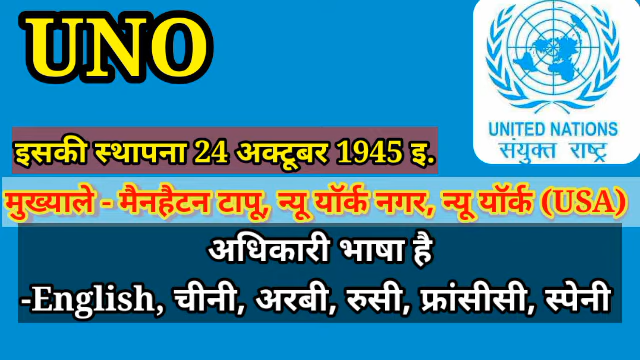 UNO
UNITED NATIONS
संयुक्त राष्ट्र
इसकी स्थापना 24 अक्टूबर 1945 इ.
मुख्याले - मैनहैटन टापू, न्यू यॉर्क नगर, न्यू यॉर्क (USA)
अधिकारी भाषा है
-English, चीनी, अरबी, रुसी, फ्रांसीसी, स्पेनी